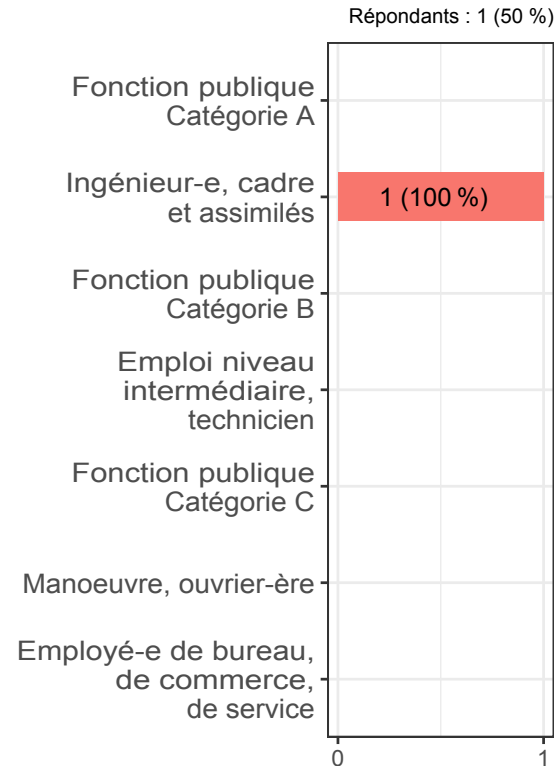 Répondants : 1 (50 %)
Fonction publique
Catégorie A
Ingénieur-e, cadre
et assimilés
1 (100 %)
Fonction publique
Catégorie B
Emploi niveau
intermédiaire,
technicien
Fonction publique
Catégorie C
Manoeuvre, ouvrier-ère
Employé-e de bureau,
de commerce,
de service
0 1